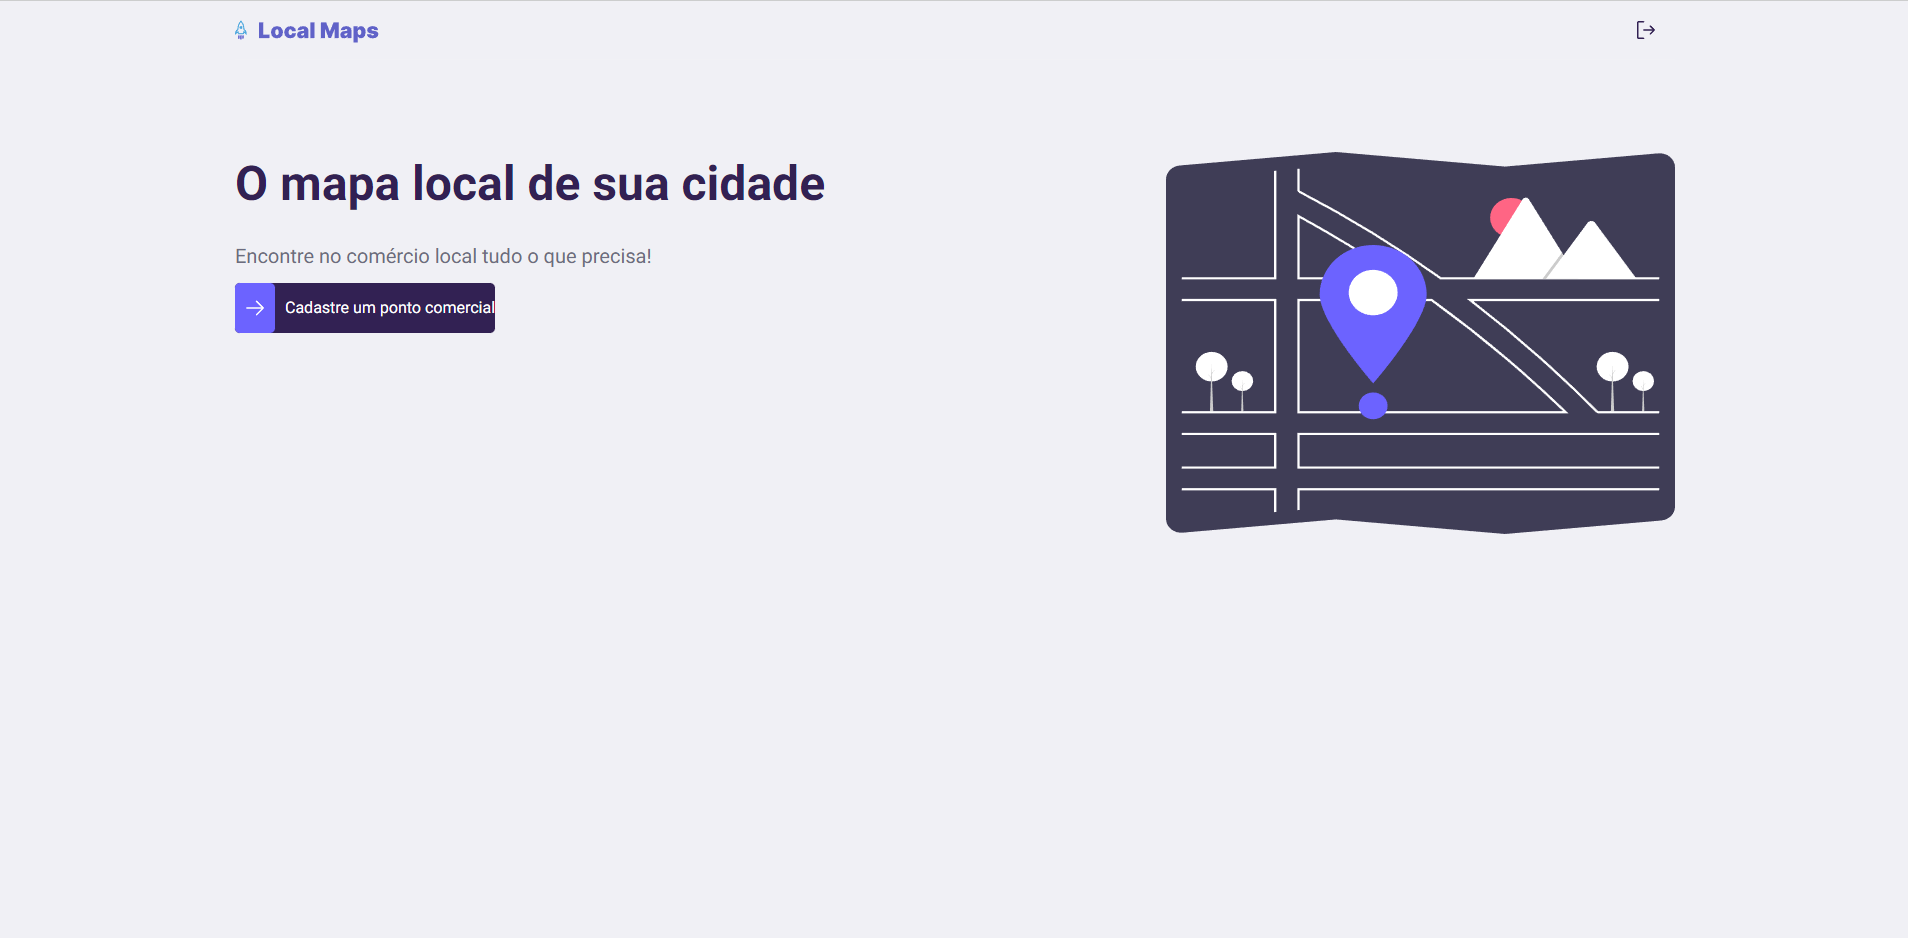 Local Maps
O mapa local de sua cidade
Encontre no comércio local tudo o que precisa!
Cadastre um ponto comercial